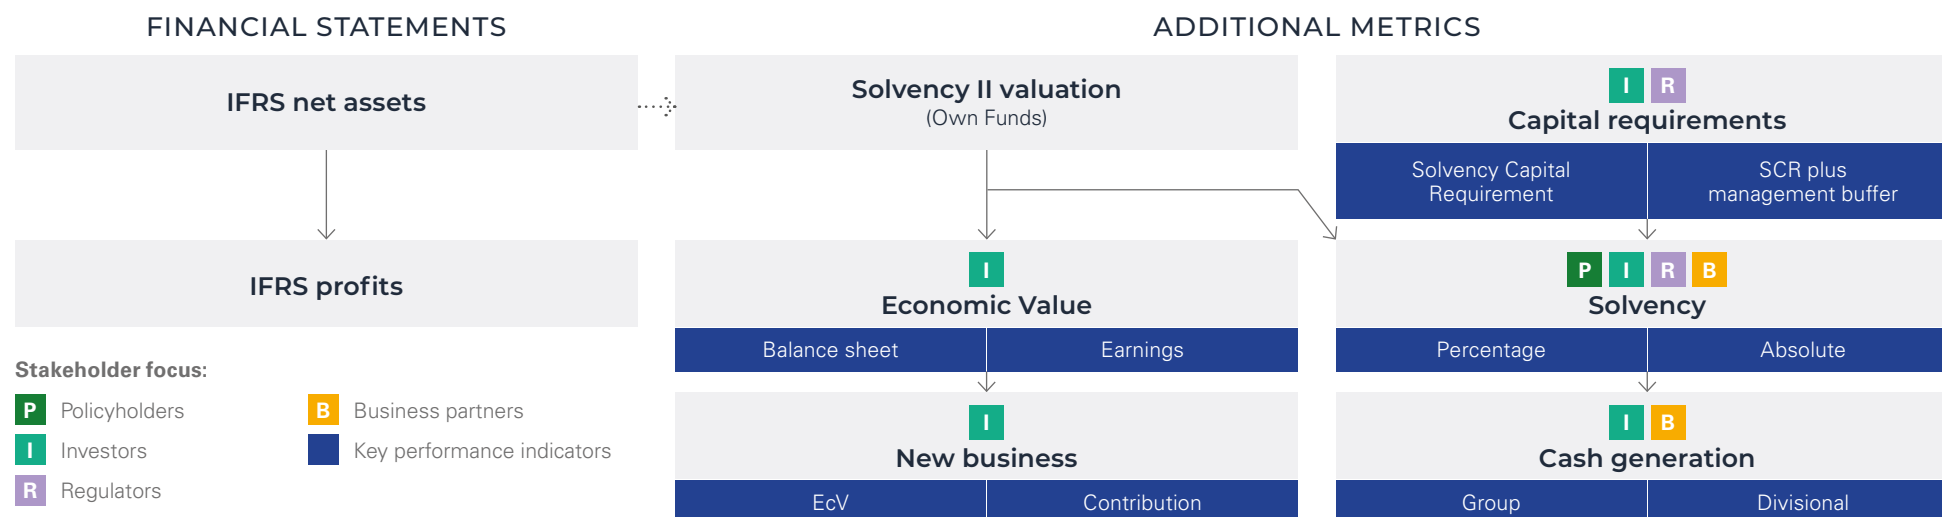 FINANCIAL STATEMENTS
ADDITIONAL METRICS
IFRS net assets
Solvency II valuation
(Own Funds)
I R
Capital requirements
Solvency Capital
Requirement
SCR plus
management buffer
IFRS profits
I
Economic Value
Balance sheet
Earnings
P I R B
Solvency
Percentage
Absolute
Stakeholder focus:
P Policyholders
I Investors
R Regulators
B Business partners
Key performance indicators
I
New business
EcV
Contribution
I B
Cash generation
Group
Divisional